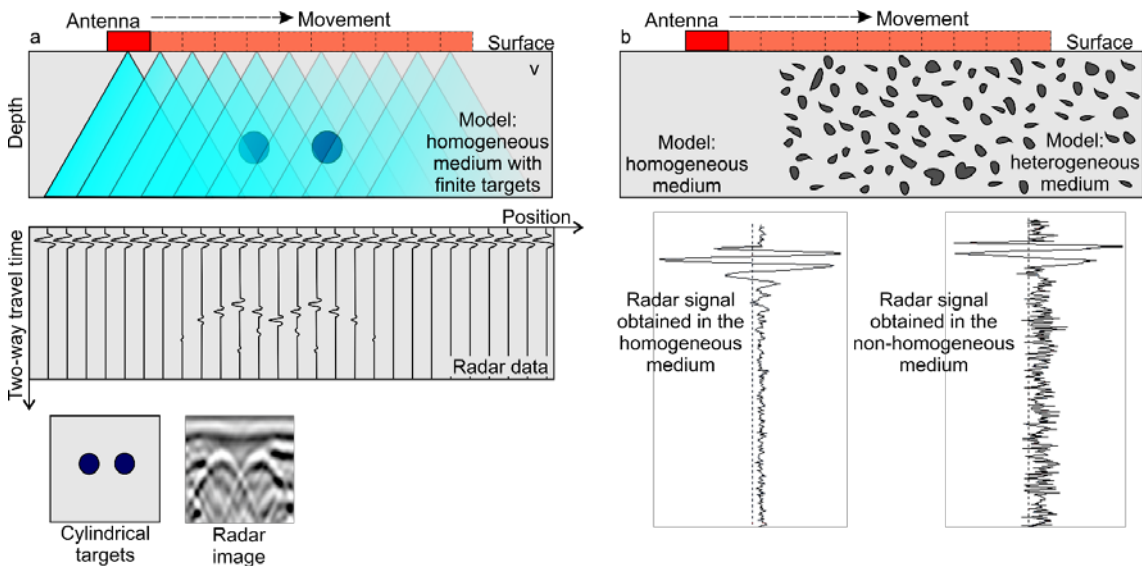 a
Antenna
Movement
Surface
v
Depth
Model:
homogeneous
medium with
finite targets
Position
Two-way travel time
Radar data
Cylindrical
targets
Radar
image
b
Antenna
Movement
Surface
Model:
homogeneous
medium
Model:
heterogeneous
medium
Radar signal
obtained in the
homogeneous
medium
Radar signal
obtained in the
non-homogeneous
medium